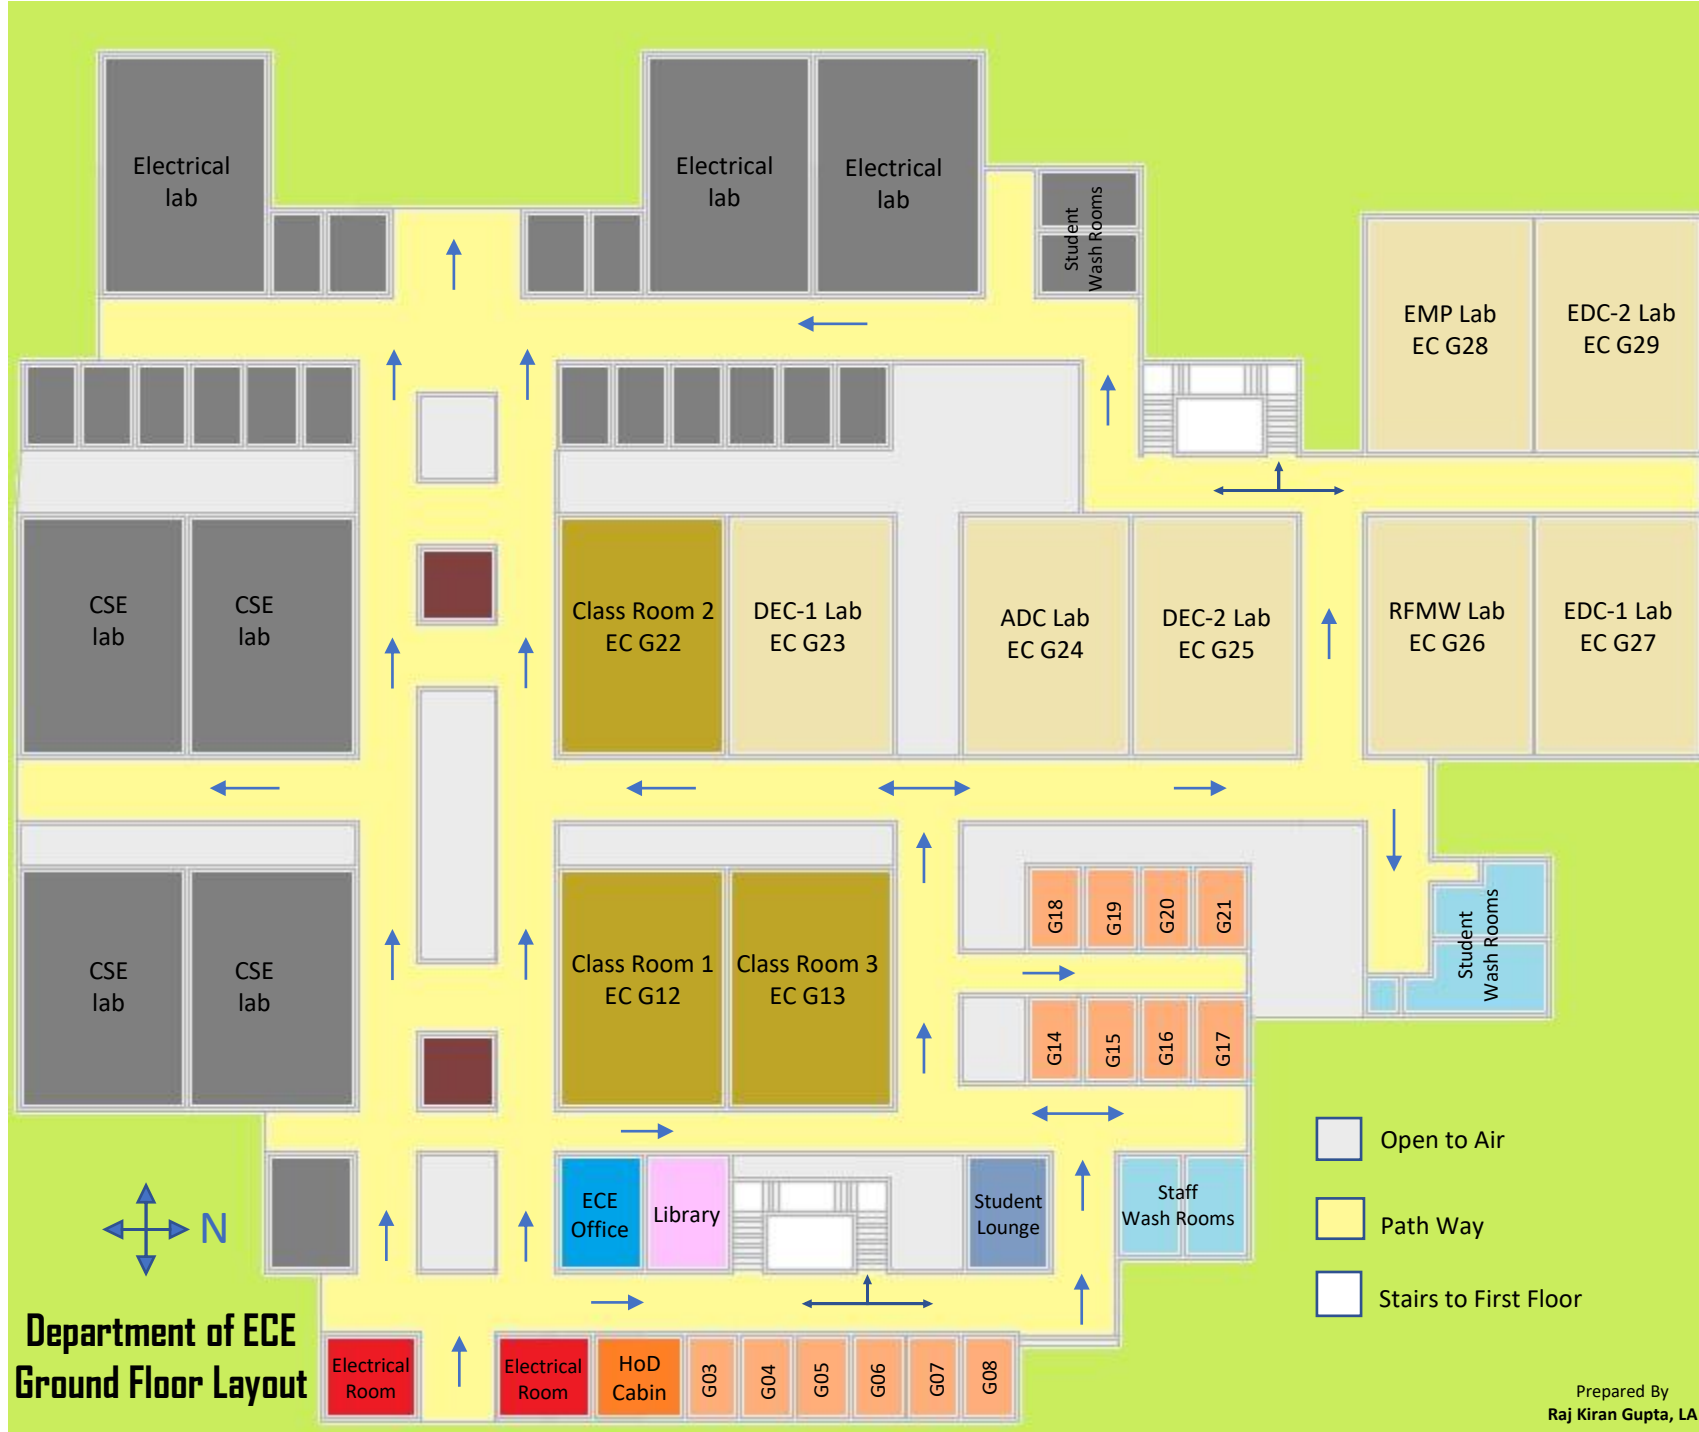 Electrical
lab
Electrical
lab
Electrical
lab
Student
Wash Rooms
EMP Lab
EC G28
EDC-2 Lab
EC G29
CSE
lab
CSE
lab
Class Room 2
EC G22
DEC-1 Lab
EC G23
ADC Lab
EC G24
DEC-2 Lab
EC G25
RFMW Lab
EC G26
EDC-1 Lab
EC G27
CSE
lab
CSE
lab
Class Room 1
EC G12
Class Room 3
EC G13
G18
G19
G20
G21
G14
G15
G16
G17
Student
Wash Rooms
Open to Air
Path Way
Stairs to First Floor
N
ECE
Office
Library
Student
Lounge
Staff
Wash Rooms
Department of ECE
Ground Floor Layout
Electrical
Room
Electrical
Room
HoD
Cabin
G03
G04
G05
G06
G07
G08
Prepared By
Raj Kiran Gupta, LA